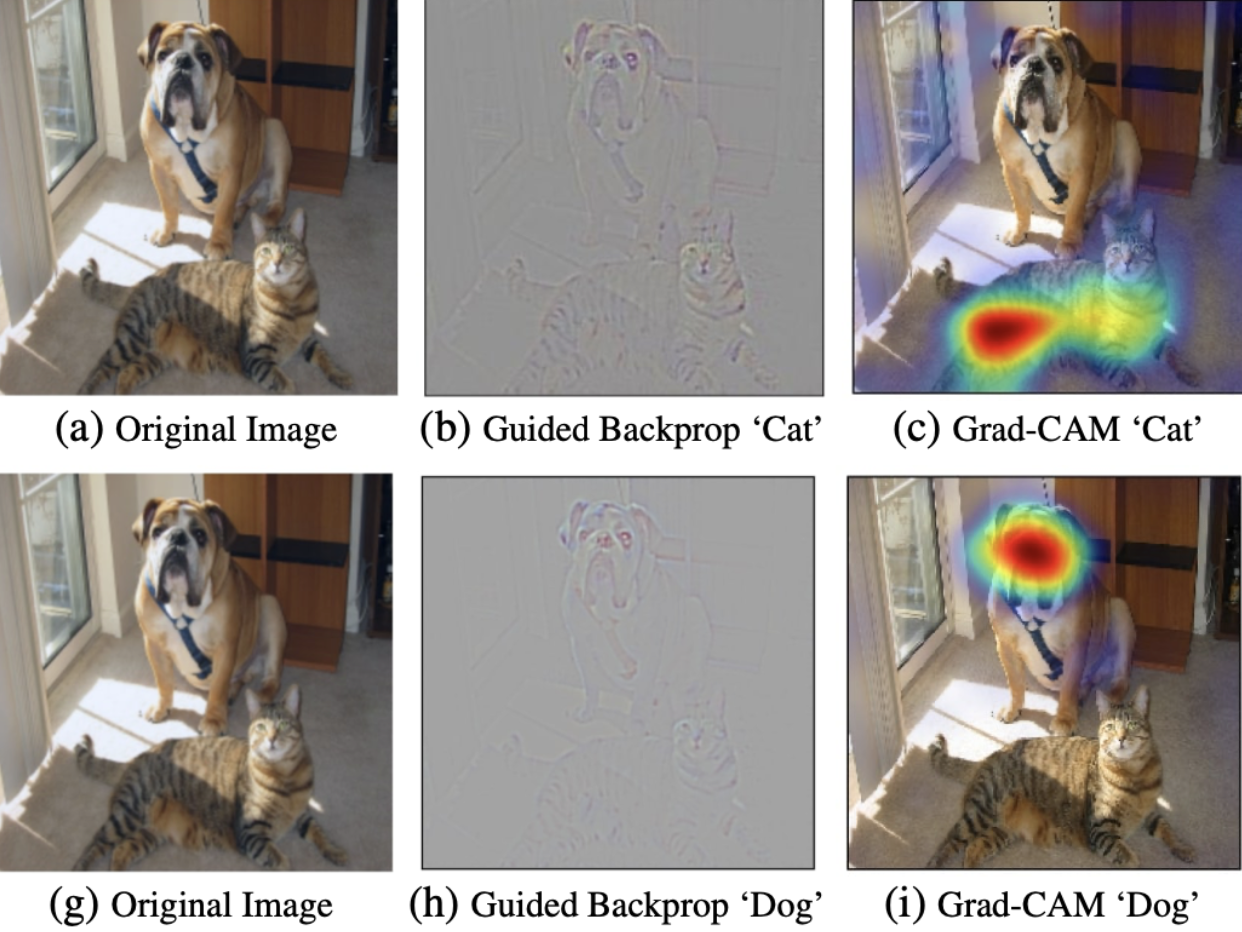 (a) Original Image
(b) Guided Backprop ‘Cat’
(c) Grad-CAM ‘Cat’
(g) Original Image
(h) Guided Backprop ‘Dog’
(i) Grad-CAM ‘Dog’